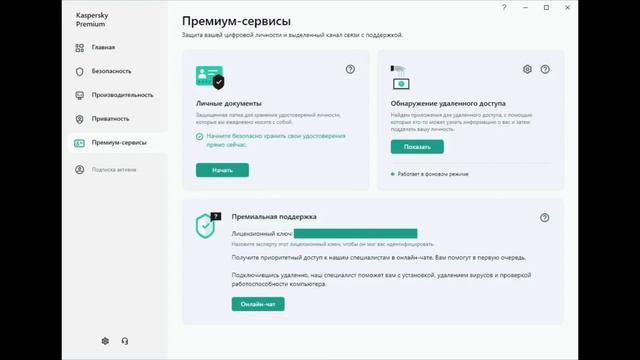 Kaspersky
Premium
Главная
Безопасность
Производительность
Приватность
Премиум-сервисы
Подписка активна
Премиум-сервисы
Защита вашей цифровой личности и выделенный канал связи с поддержкой.
Личные документы
Защищенная папка для хранения удостоверений личности,
которые вы ежедневно носите с собой.
Начните безопасно хранить свои удостоверения
прямо сейчас.
Начать
Обнаружение удаленного доступа
Найдем приложения для удаленного доступа, с помощью
которых кто-то может узнать информацию о вас и затем
подделать вашу личность.
Показать
Работает в фоновом режиме
Премиальная поддержка
Лицензионный ключ:
Назовите эксперту этот лицензионный ключ, чтобы он мог вас идентифицировать.
Получите приоритетный доступ к нашим специалистам в онлайн-чате. Вам помогут в первую очередь.
Подключившись удаленно, наш специалист поможет вам с установкой, удалением вирусов и проверкой
работоспособности компьютера.
Онлайн-чат